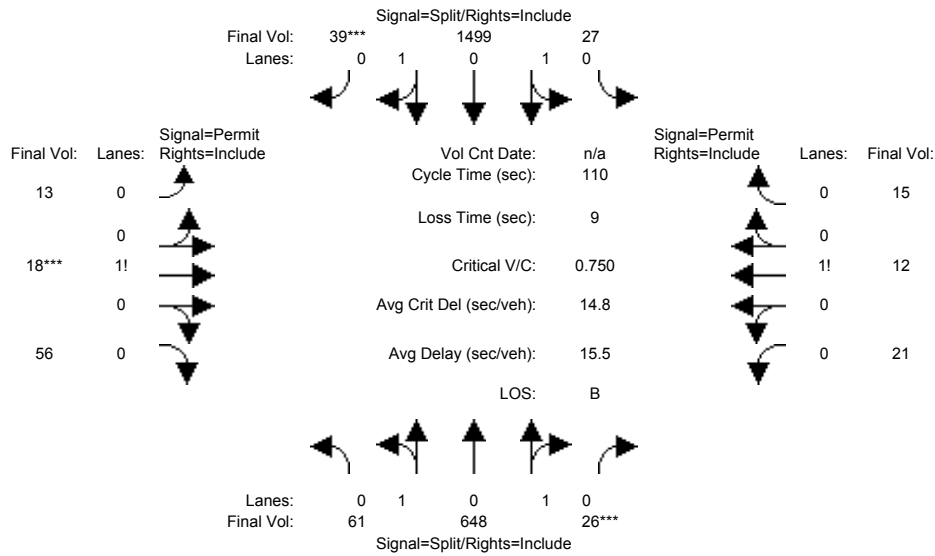 Signal=Split/Rights=Include
Final Vol: 39*** 1499 27
Lanes: 0 1 0 1 0
Signal=Permit Signal=Permit
Final Vol: Lanes: Rights=Include Vol Cnt Date: n/a Rights=Include Lanes: Final Vol:
Cycle Time (sec): 110
13 0 0 15
Loss Time (sec): 9
0 0
18*** 1! Critical V/C: 0.750 1! 12
0 Avg Crit Del (sec/veh): 14.8 0
56 0 Avg Delay (sec/veh): 15.5 0 21
LOS: B
Lanes: 0 1 0 1 0
Final Vol: 61 648 26***
Signal=Split/Rights=Include